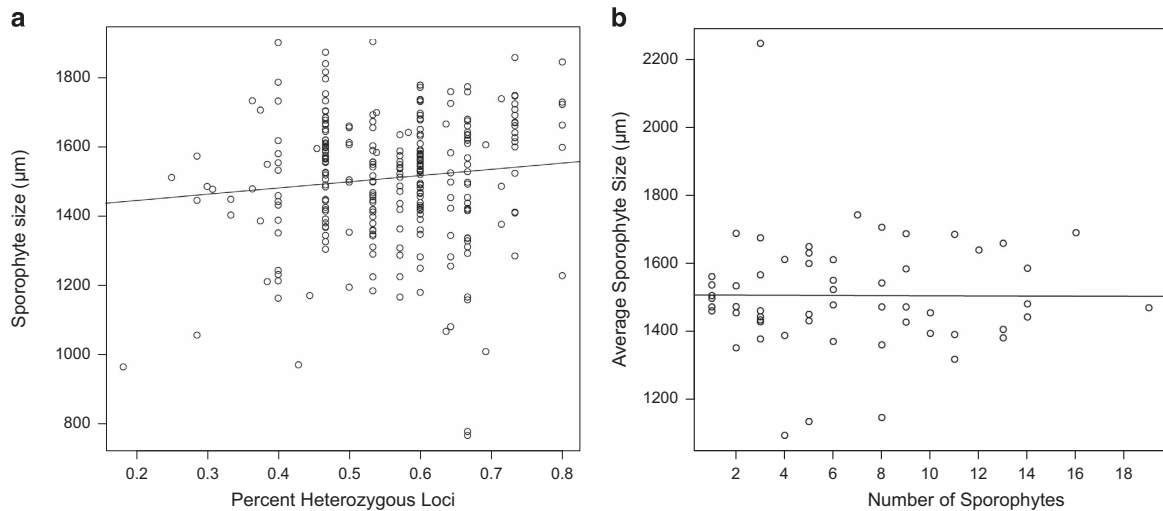 a
Sporophyte size (µm)
1800
1600
1400
1200
1000
800
0.2 0.3 0.4 0.5 0.6 0.7 0.8
Percent Heterozygous Loci
b
Average Sporophyte Size (µm)
2200
2000
1800
1600
1400
1200
2 4 6 8 10 12 14 16 18
Number of Sporophytes